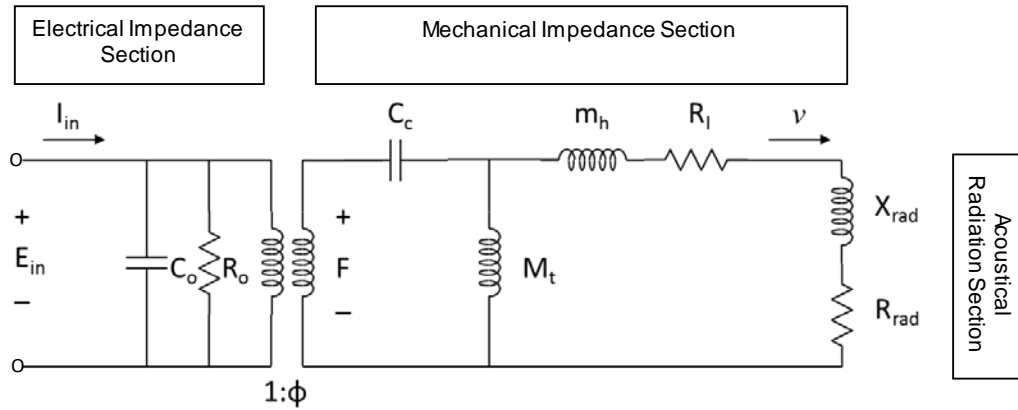 Electrical Impedance
Section
Mechanical Impedance Section
I_in
C_c
m_h
R_l
v
+
E_in
–
C_o
R_o
+
F
–
M_t
X_rad
R_rad
Acoustical
Radiation Section
1:ϕ